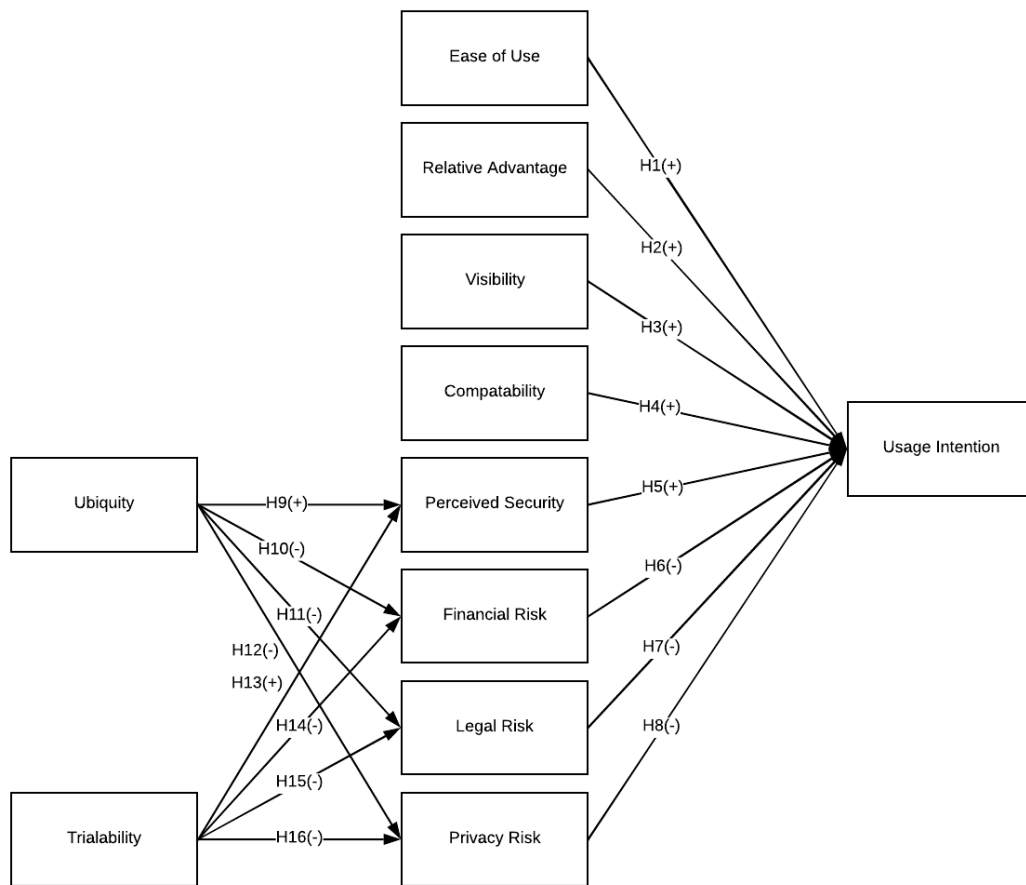 Ease of Use
H1(+)
Relative Advantage
H2(+)
Visibility
H3(+)
Compatability
H4(+)
Usage Intention
Ubiquity
H9(+)
Perceived Security
H5(+)
H10(-)
H6(-)
Financial Risk
H11(-)
H12(-)
H7(-)
H13(+)
H14(-)
Legal Risk
H8(-)
H15(-)
Trialability
H16(-)
Privacy Risk